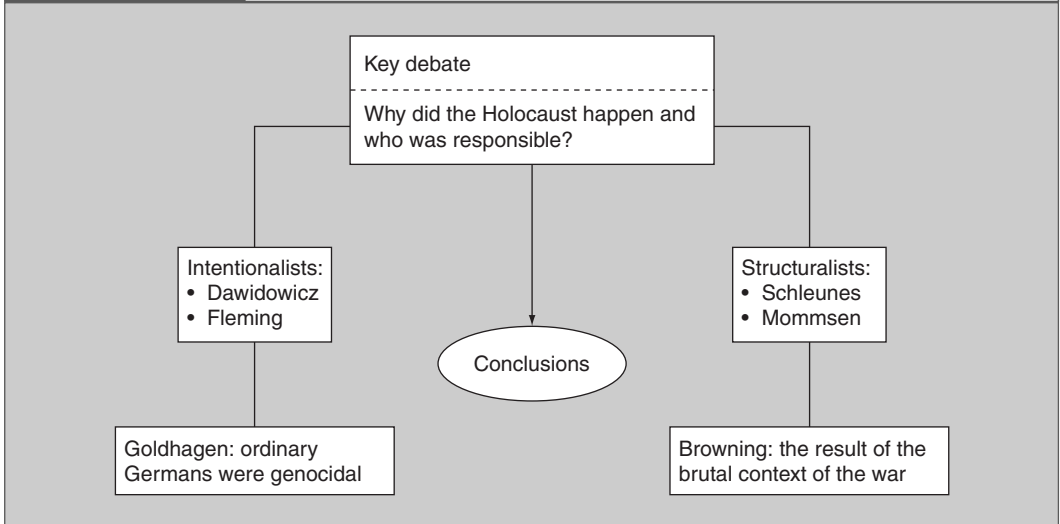 Key debate
Why did the Holocaust happen and
who was responsible?
Intentionalists:
• Dawidowicz
• Fleming
Structuralists:
• Schleunes
• Mommsen
Conclusions
Goldhagen: ordinary
Germans were genocidal
Browning: the result of the
brutal context of the war